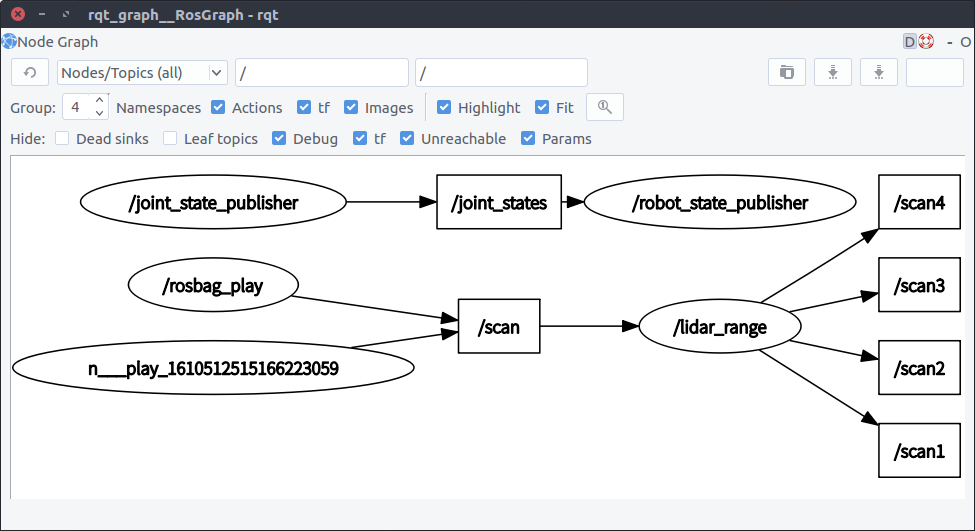 rqt_graph__RosGraph - rqt
Node Graph D - O
Nodes/Topics (all) / /
Group: 4 Namespaces Actions tf Images Highlight Fit
Hide: Dead sinks Leaf topics Debug tf Unreachable Params
/joint_state_publisher /joint_states /robot_state_publisher /scan4
/rosbag_play /scan3
/scan /lidar_range
n___play_1610512515166223059 /scan2
/scan1